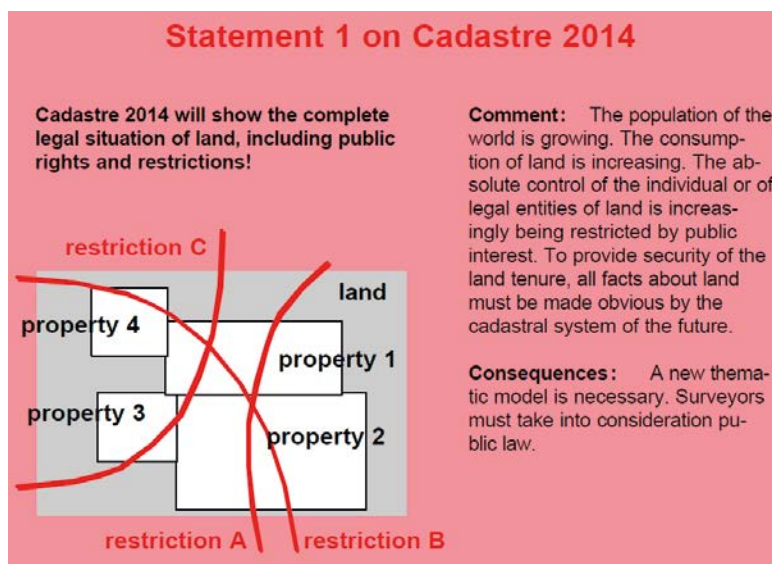 Statement 1 on Cadastre 2014
Cadastre 2014 will show the complete
legal situation of land, including public
rights and restrictions!
Comment: The population of the
world is growing. The consump-
tion of land is increasing. The ab-
solute control of the individual or of
legal entities of land is increas-
ingly being restricted by public
interest. To provide security of the
land tenure, all facts about land
must be made obvious by the
cadastral system of the future.
Consequences: A new thema-
tic model is necessary. Surveyors
must take into consideration pu-
blic law.
restriction C
land
property 4
property 1
property 3
property 2
restriction A
restriction B